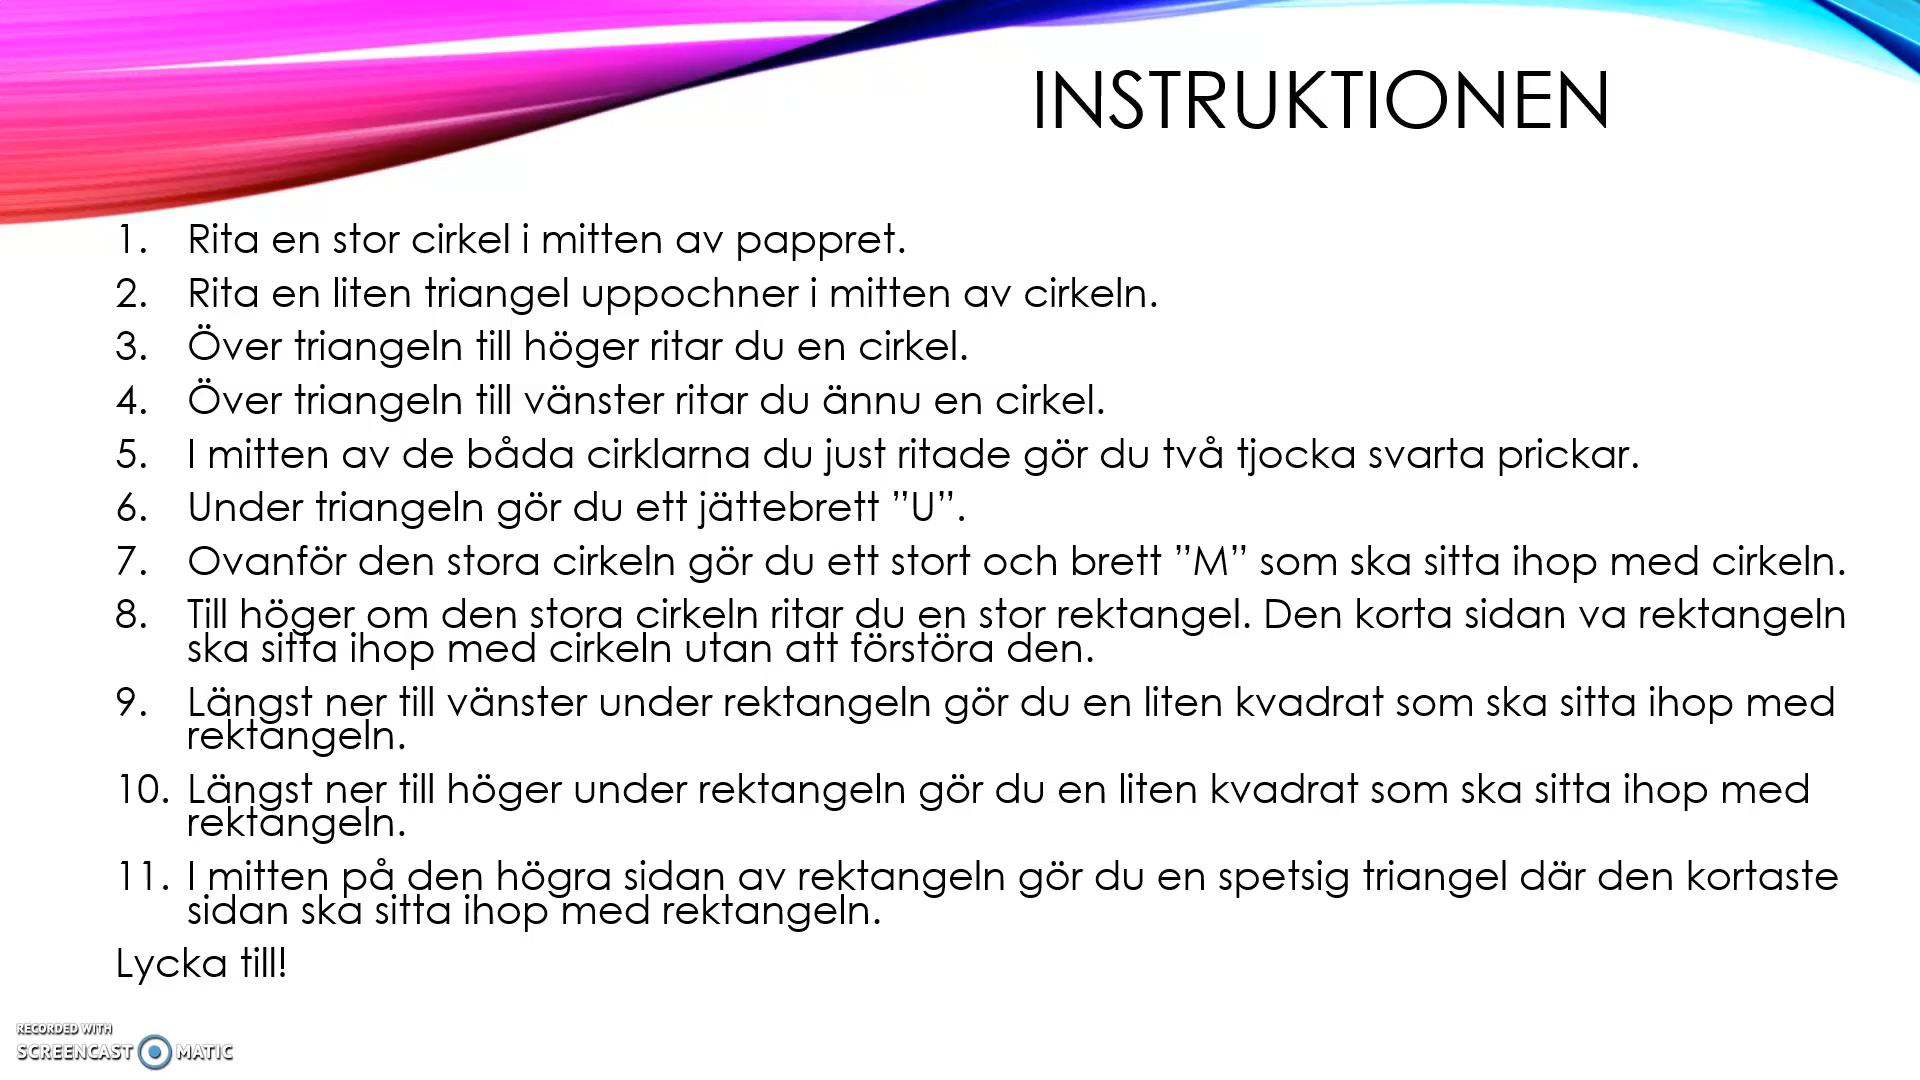 INSTRUKTIONEN
1. Rita en stor cirkel i mitten av pappret.
2. Rita en liten triangel uppochner i mitten av cirkeln.
3. Över triangeln till höger ritar du en cirkel.
4. Över triangeln till vänster ritar du ännu en cirkel.
5. I mitten av de båda cirklarna du just ritade gör du två tjocka svarta prickar.
6. Under triangeln gör du ett jättebrett ”U”.
7. Ovanför den stora cirkeln gör du ett stort och brett ”M” som ska sitta ihop med cirkeln.
8. Till höger om den stora cirkeln ritar du en stor rektangel. Den korta sidan va rektangeln
ska sitta ihop med cirkeln utan att förstöra den.
9. Längst ner till vänster under rektangeln gör du en liten kvadrat som ska sitta ihop med
rektangeln.
10. Längst ner till höger under rektangeln gör du en liten kvadrat som ska sitta ihop med
rektangeln.
11. I mitten på den högra sidan av rektangeln gör du en spetsig triangel där den kortaste
sidan ska sitta ihop med rektangeln.
Lycka till!
RECORDED WITH
SCREENCAST MATIC